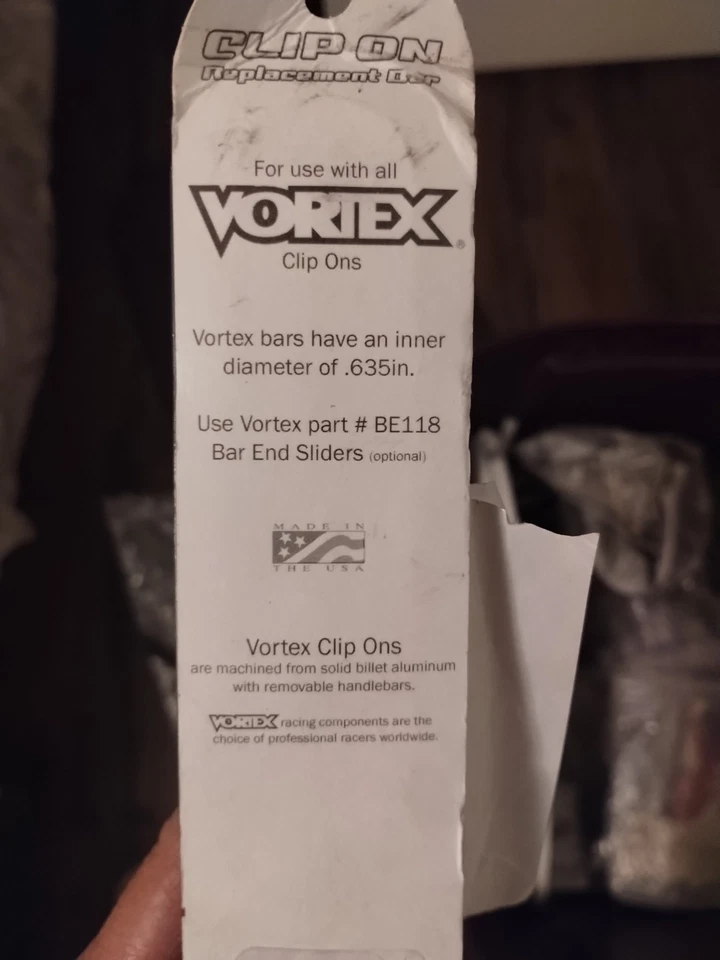 CLIP ON
Replacement Bar
For use with all
VORTEX®
Clip Ons
Vortex bars have an inner
diameter of .635in.
Use Vortex part # BE118
Bar End Sliders (optional)
MADE IN
THE USA
Vortex Clip Ons
are machined from solid billet aluminum
with removable handlebars.
VORTEX racing components are the
choice of professional racers worldwide.